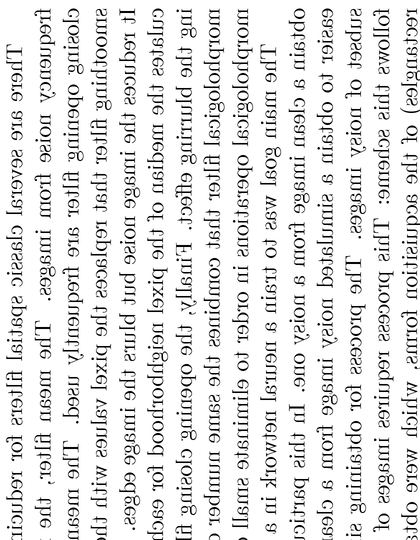 There are several classic spatial filters for reducing
frequency noise from images. The mean filter, the
closing opening filter are frequently used. The mean
smoothing filter that replaces the pixel values with th
It reduces the image noise but blurs the image edges.
culates the median of the pixel neighborhood for each
ing the blurring effect. Finally, the opening closing fi
morphological filter that combines the same number o
morphological operations in order to eliminate small
The main goal was to train a neural network in a
obtain a clean image from a noisy one. In this particu
easier to obtain a simulated noisy image from a clea
subset of noisy images. The process for obtaining si
follows this scheme. This process requires images of
rectangles) of the acquisition forms, which were obta